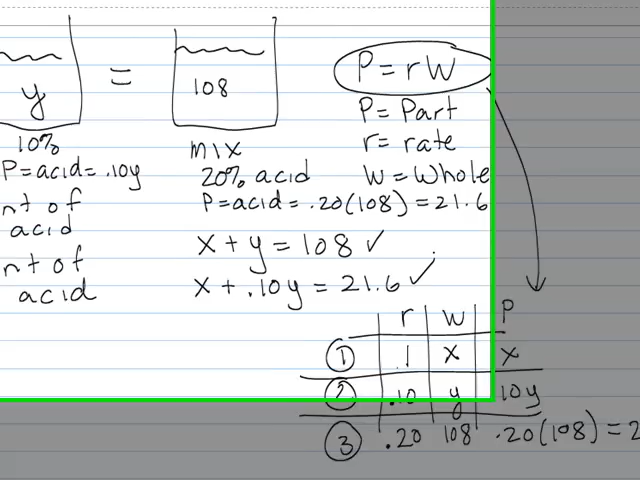 y = 108 P = rW
P = Part
10% mix r = rate
P = acid = .10y 20% acid W = Whole
nt of P = acid = .20(108) = 21.6
acid x + y = 108 ✓
nt of
acid x + .10y = 21.6 ✓
r W P
① .1 x x
② .10 y 10y
③ .20 108 .20(108) = 2